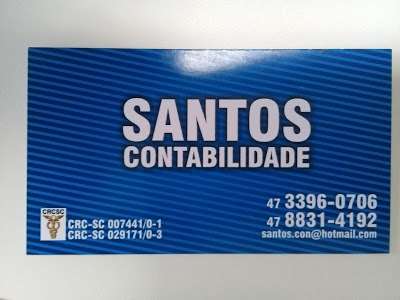 SANTOS
CONTABILIDADE
47 3396-0706
47 8831-4192
santos.con@hotmail.com
CRCSC
CRC-SC 007441/0-1
CRC-SC 029171/0-3